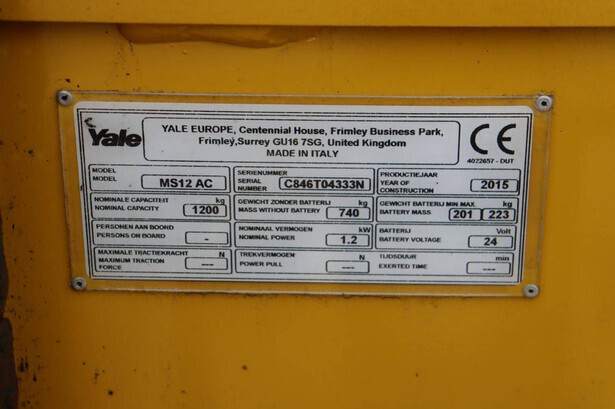 Yale
YALE EUROPE, Centennial House, Frimley Business Park,
Frimley,Surrey GU16 7SG, United Kingdom
MADE IN ITALY
CE
4022657 - DUT
MODEL
MODEL
MS12 AC
SERIENUMMER
SERIAL
NUMBER
C846T04333N
PRODUCTIEJAAR
YEAR OF
CONSTRUCTION
2015
NOMINALE CAPACITEIT kg
NOMINAL CAPACITY 1200
GEWICHT ZONDER BATTERIJ kg
MASS WITHOUT BATTERY 740
GEWICHT BATTERIJ MIN MAX. kg
BATTERY MASS 201 223
PERSONEN AAN BOORD
PERSONS ON BOARD -
NOMINAAL VERMOGEN kW
NOMINAL POWER 1.2
BATTERIJ Volt
BATTERY VOLTAGE 24
MAXIMALE TRACTIEKRACHT N
MAXIMUM TRACTION
FORCE ---
TREKVERMOGEN N
POWER PULL ---
TIJDSDUUR min
EXERTED TIME ---